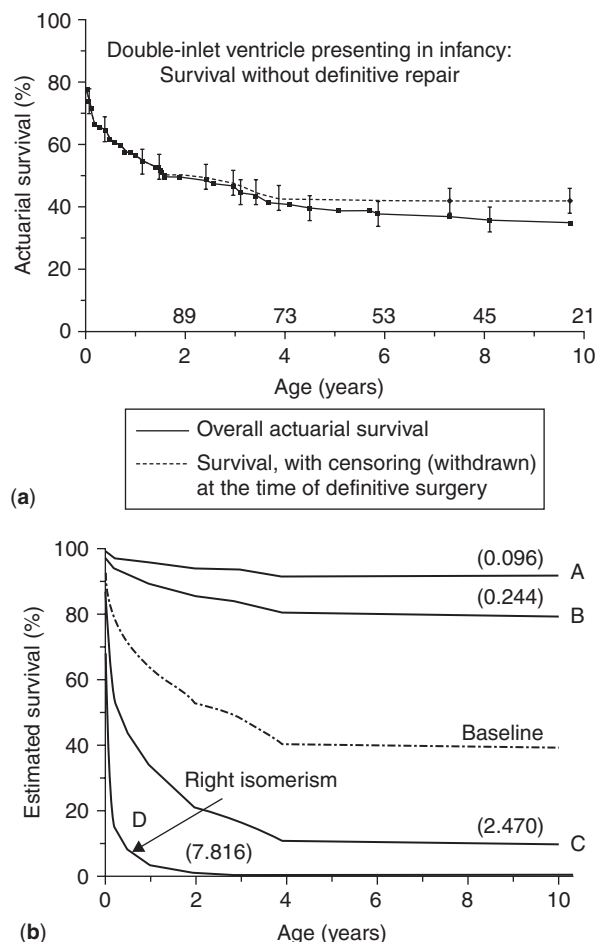 Double-inlet ventricle presenting in infancy:
Survival without definitive repair
100
80
60
40
20
0
Actuarial survival (%)
89 73 53 45 21
0 2 4 6 8 10
Age (years)
Overall actuarial survival
Survival, with censoring (withdrawn)
at the time of definitive surgery
(a)
100
80
60
40
20
0
Estimated survival (%)
(0.096)
A
(0.244)
B
Baseline
Right isomerism
D
(7.816)
(2.470)
C
0 2 4 6 8 10
Age (years)
(b)